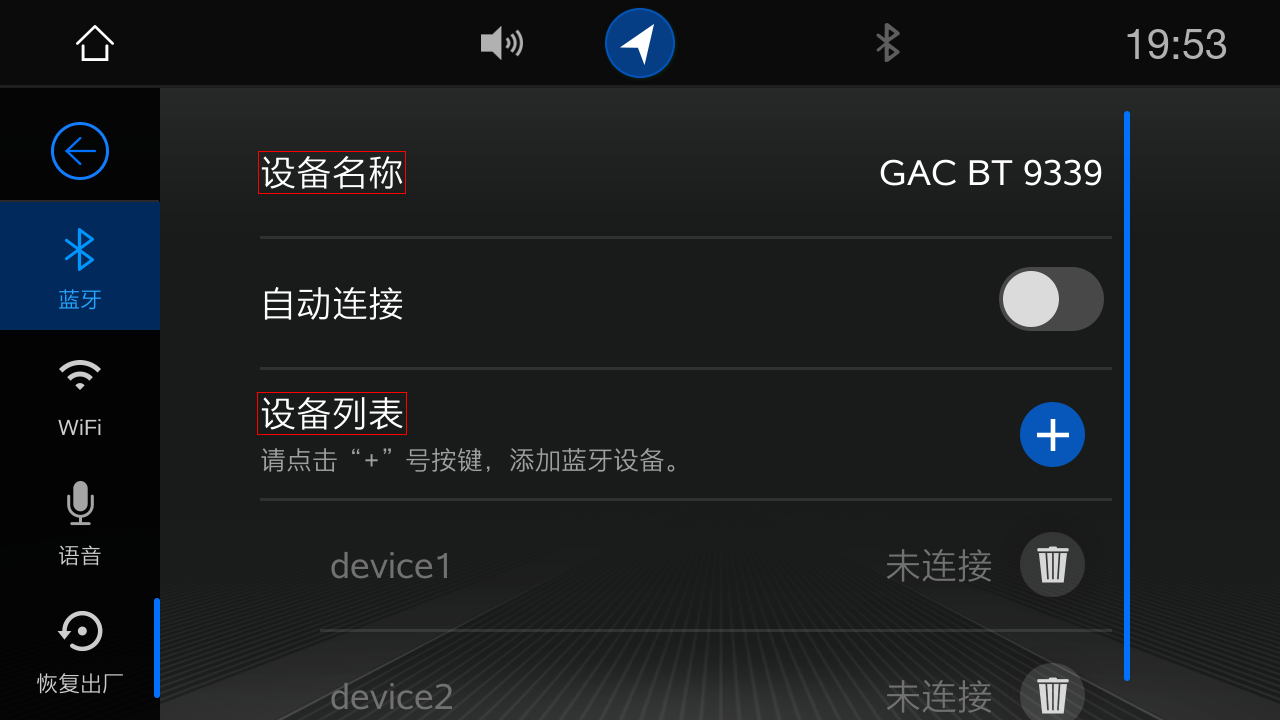 19:53
设备名称 GAC BT 9339
蓝牙
自动连接
WiFi
设备列表
请点击“+”号按键，添加蓝牙设备。
语音
device1 未连接
恢复出厂
device2 未连接